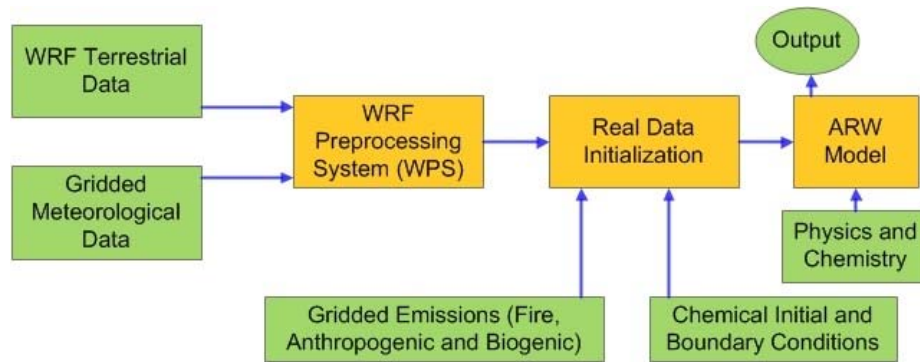 WRF Terrestrial
Data
Output
WRF
Preprocessing
System (WPS)
Real Data
Initialization
ARW
Model
Gridded
Meteorological
Data
Physics and
Chemistry
Gridded Emissions (Fire,
Anthropogenic and Biogenic)
Chemical Initial and
Boundary Conditions